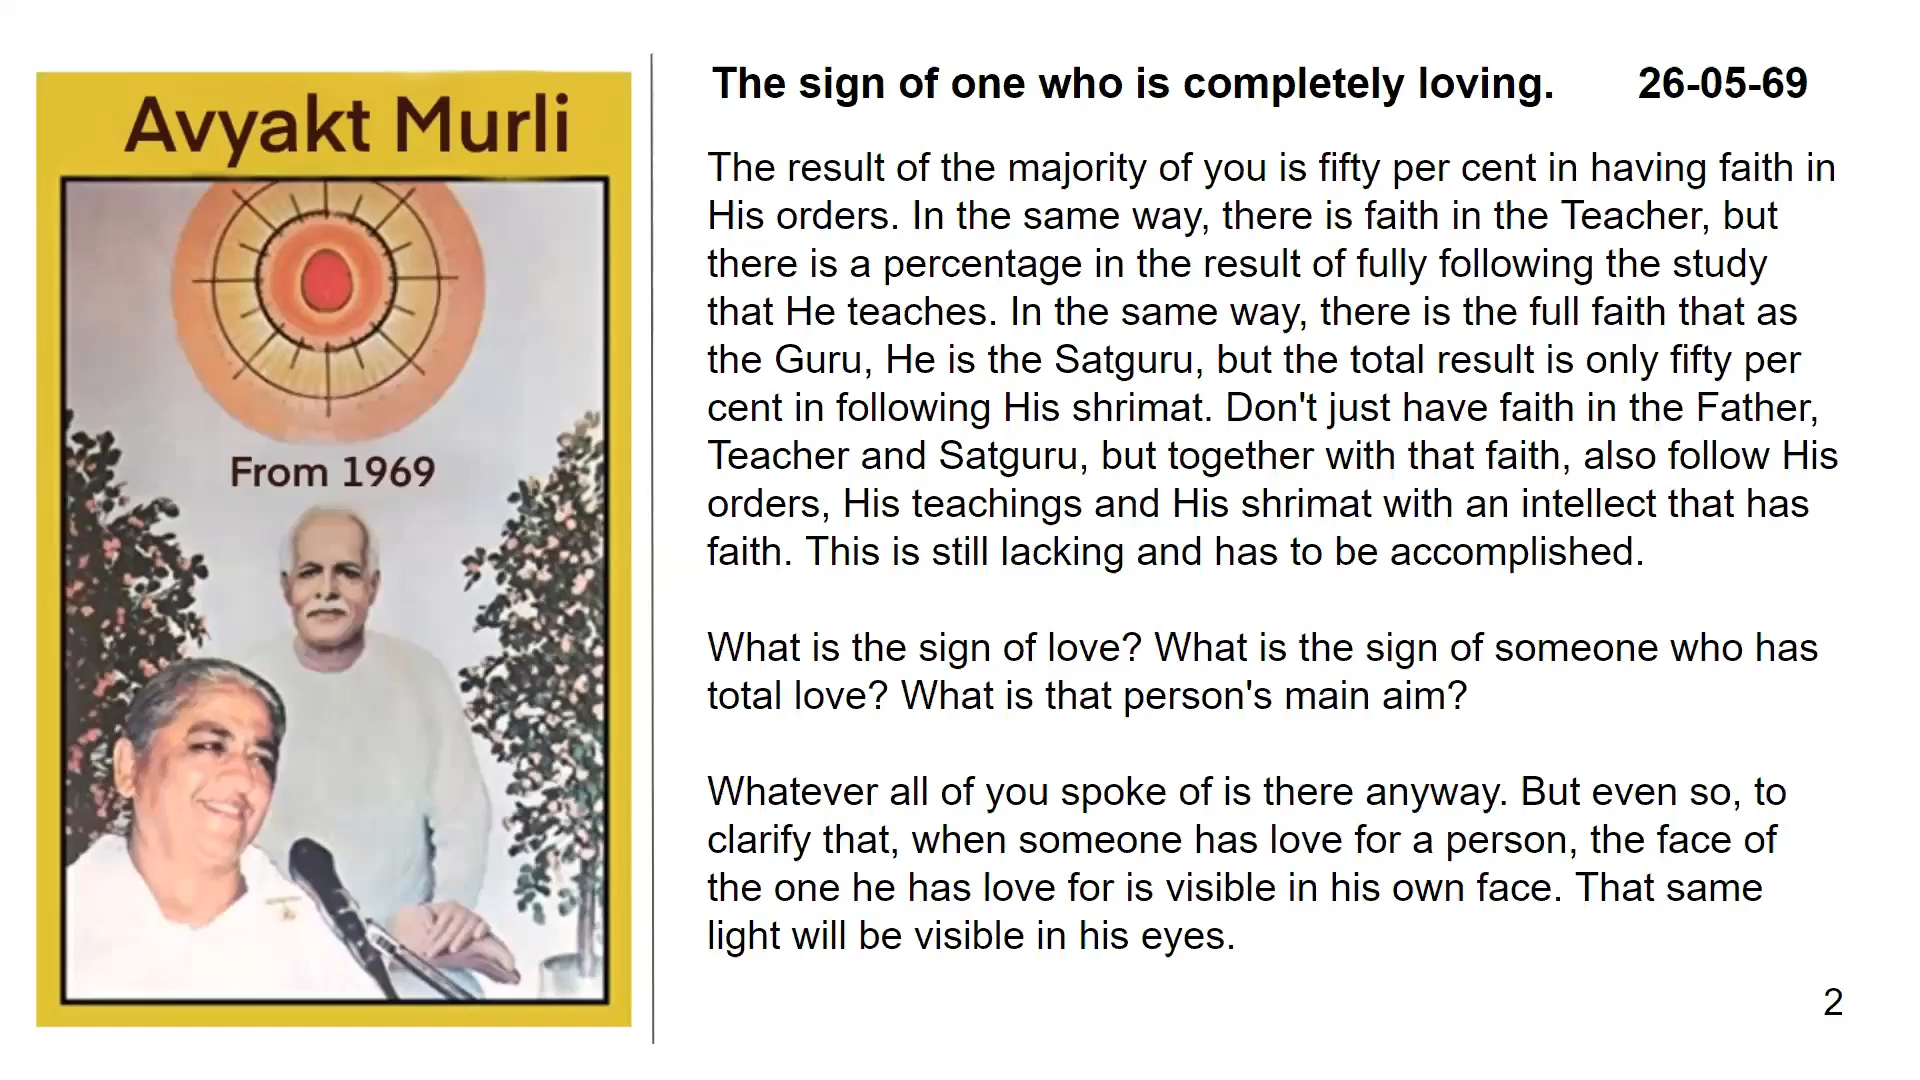 Avyakt Murli
From 1969
The sign of one who is completely loving. 26-05-69
The result of the majority of you is fifty per cent in having faith in
His orders. In the same way, there is faith in the Teacher, but
there is a percentage in the result of fully following the study
that He teaches. In the same way, there is the full faith that as
the Guru, He is the Satguru, but the total result is only fifty per
cent in following His shrimat. Don't just have faith in the Father,
Teacher and Satguru, but together with that faith, also follow His
orders, His teachings and His shrimat with an intellect that has
faith. This is still lacking and has to be accomplished.
What is the sign of love? What is the sign of someone who has
total love? What is that person's main aim?
Whatever all of you spoke of is there anyway. But even so, to
clarify that, when someone has love for a person, the face of
the one he has love for is visible in his own face. That same
light will be visible in his eyes.
2